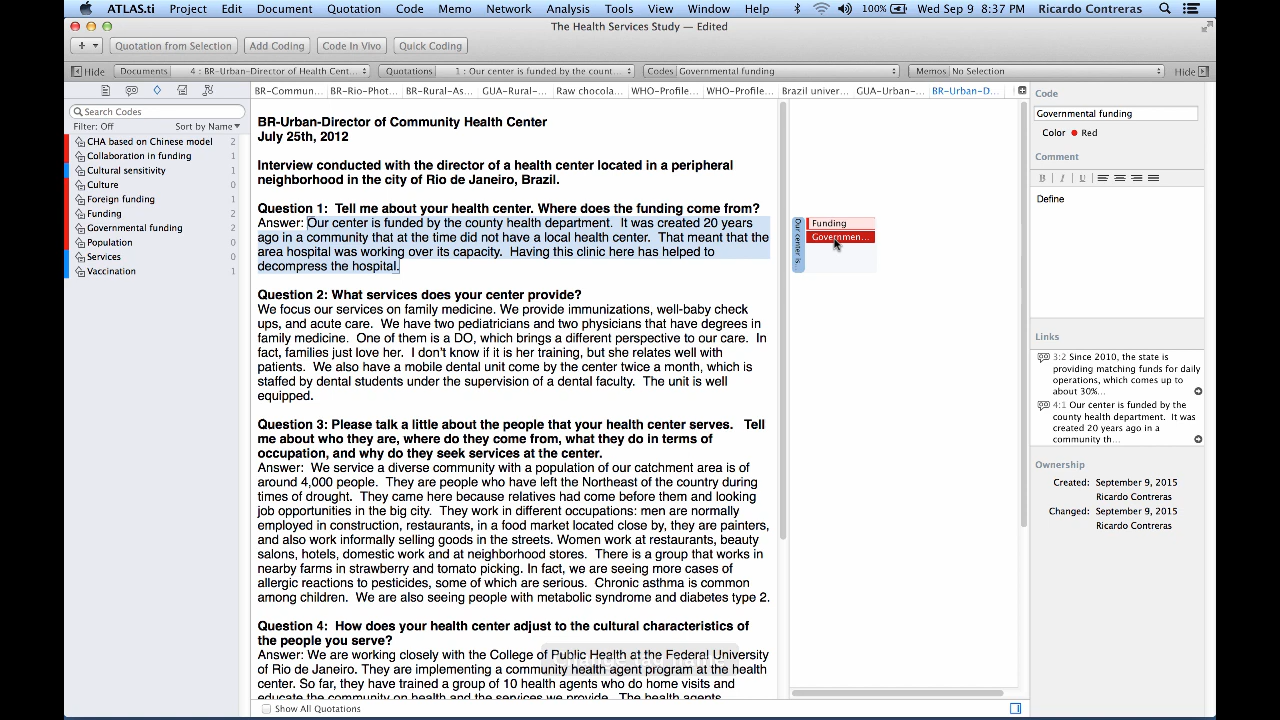 ATLAS.ti Project Edit Document Quotation Code Memo Network Analysis Tools View Window Help 100% Wed Sep 9 8:37 PM Ricardo Contreras
The Health Services Study — Edited
+ Quotation from Selection Add Coding Code In Vivo Quick Coding
Hide Documents 4 : BR-Urban-Director of Health Cent... Quotations 1 : Our center is funded by the count... Codes Governmental funding Memos No Selection Hide
BR-Commun... BR-Rio-Phot... BR-Rural-As... GUA-Rural-... Raw chocola... WHO-Profile... WHO-Profile... Brazil univer... GUA-Urban-... BR-Urban-D...
Search Codes
Filter: Off Sort by Name
CHA based on Chinese model 2
Collaboration in funding 1
Cultural sensitivity 1
Culture 0
Foreign funding 1
Funding 2
Governmental funding 2
Population 0
Services 0
Vaccination 1
BR-Urban-Director of Community Health Center
July 25th, 2012
Interview conducted with the director of a health center located in a peripheral
neighborhood in the city of Rio de Janeiro, Brazil.
Question 1: Tell me about your health center. Where does the funding come from?
Answer: Our center is funded by the county health department. It was created 20 years
ago in a community that at the time did not have a local health center. That meant that the
area hospital was working over its capacity. Having this clinic here has helped to
decompress the hospital.
Question 2: What services does your center provide?
We focus our services on family medicine. We provide immunizations, well-baby check
ups, and acute care. We have two pediatricians and two physicians that have degrees in
family medicine. One of them is a DO, which brings a different perspective to our care. In
fact, families just love her. I don't know if it is her training, but she relates well with
patients. We also have a mobile dental unit come by the center twice a month, which is
staffed by dental students under the supervision of a dental faculty. The unit is well
equipped.
Question 3: Please talk a little about the people that your health center serves. Tell
me about who they are, where do they come from, what they do in terms of
occupation, and why do they seek services at the center.
Answer: We service a diverse community with a population of our catchment area is of
around 4,000 people. They are people who have left the Northeast of the country during
times of drought. They came here because relatives had come before them and looking
job opportunities in the big city. They work in different occupations: men are normally
employed in construction, restaurants, in a food market located close by, they are painters,
and also work informally selling goods in the streets. Women work at restaurants, beauty
salons, hotels, domestic work and at neighborhood stores. There is a group that works in
nearby farms in strawberry and tomato picking. In fact, we are seeing more cases of
allergic reactions to pesticides, some of which are serious. Chronic asthma is common
among children. We are also seeing people with metabolic syndrome and diabetes type 2.
Question 4: How does your health center adjust to the cultural characteristics of
the people you serve?
Answer: We are working closely with the College of Public Health at the Federal University
of Rio de Janeiro. They are implementing a community health agent program at the health
center. So far, they have trained a group of 10 health agents who do home visits and
educate the community on health and the services we provide. The health agents
Our center is...
Funding
Governmen...
Show All Quotations
Code
Governmental funding
Color Red
Comment
B I U
Define
Links
3:2 Since 2010, the state is
providing matching funds for daily
operations, which comes up to
about 30%...
4:1 Our center is funded by the
county health department. It was
created 20 years ago in a
community th...
Ownership
Created: September 9, 2015
Ricardo Contreras
Changed: September 9, 2015
Ricardo Contreras